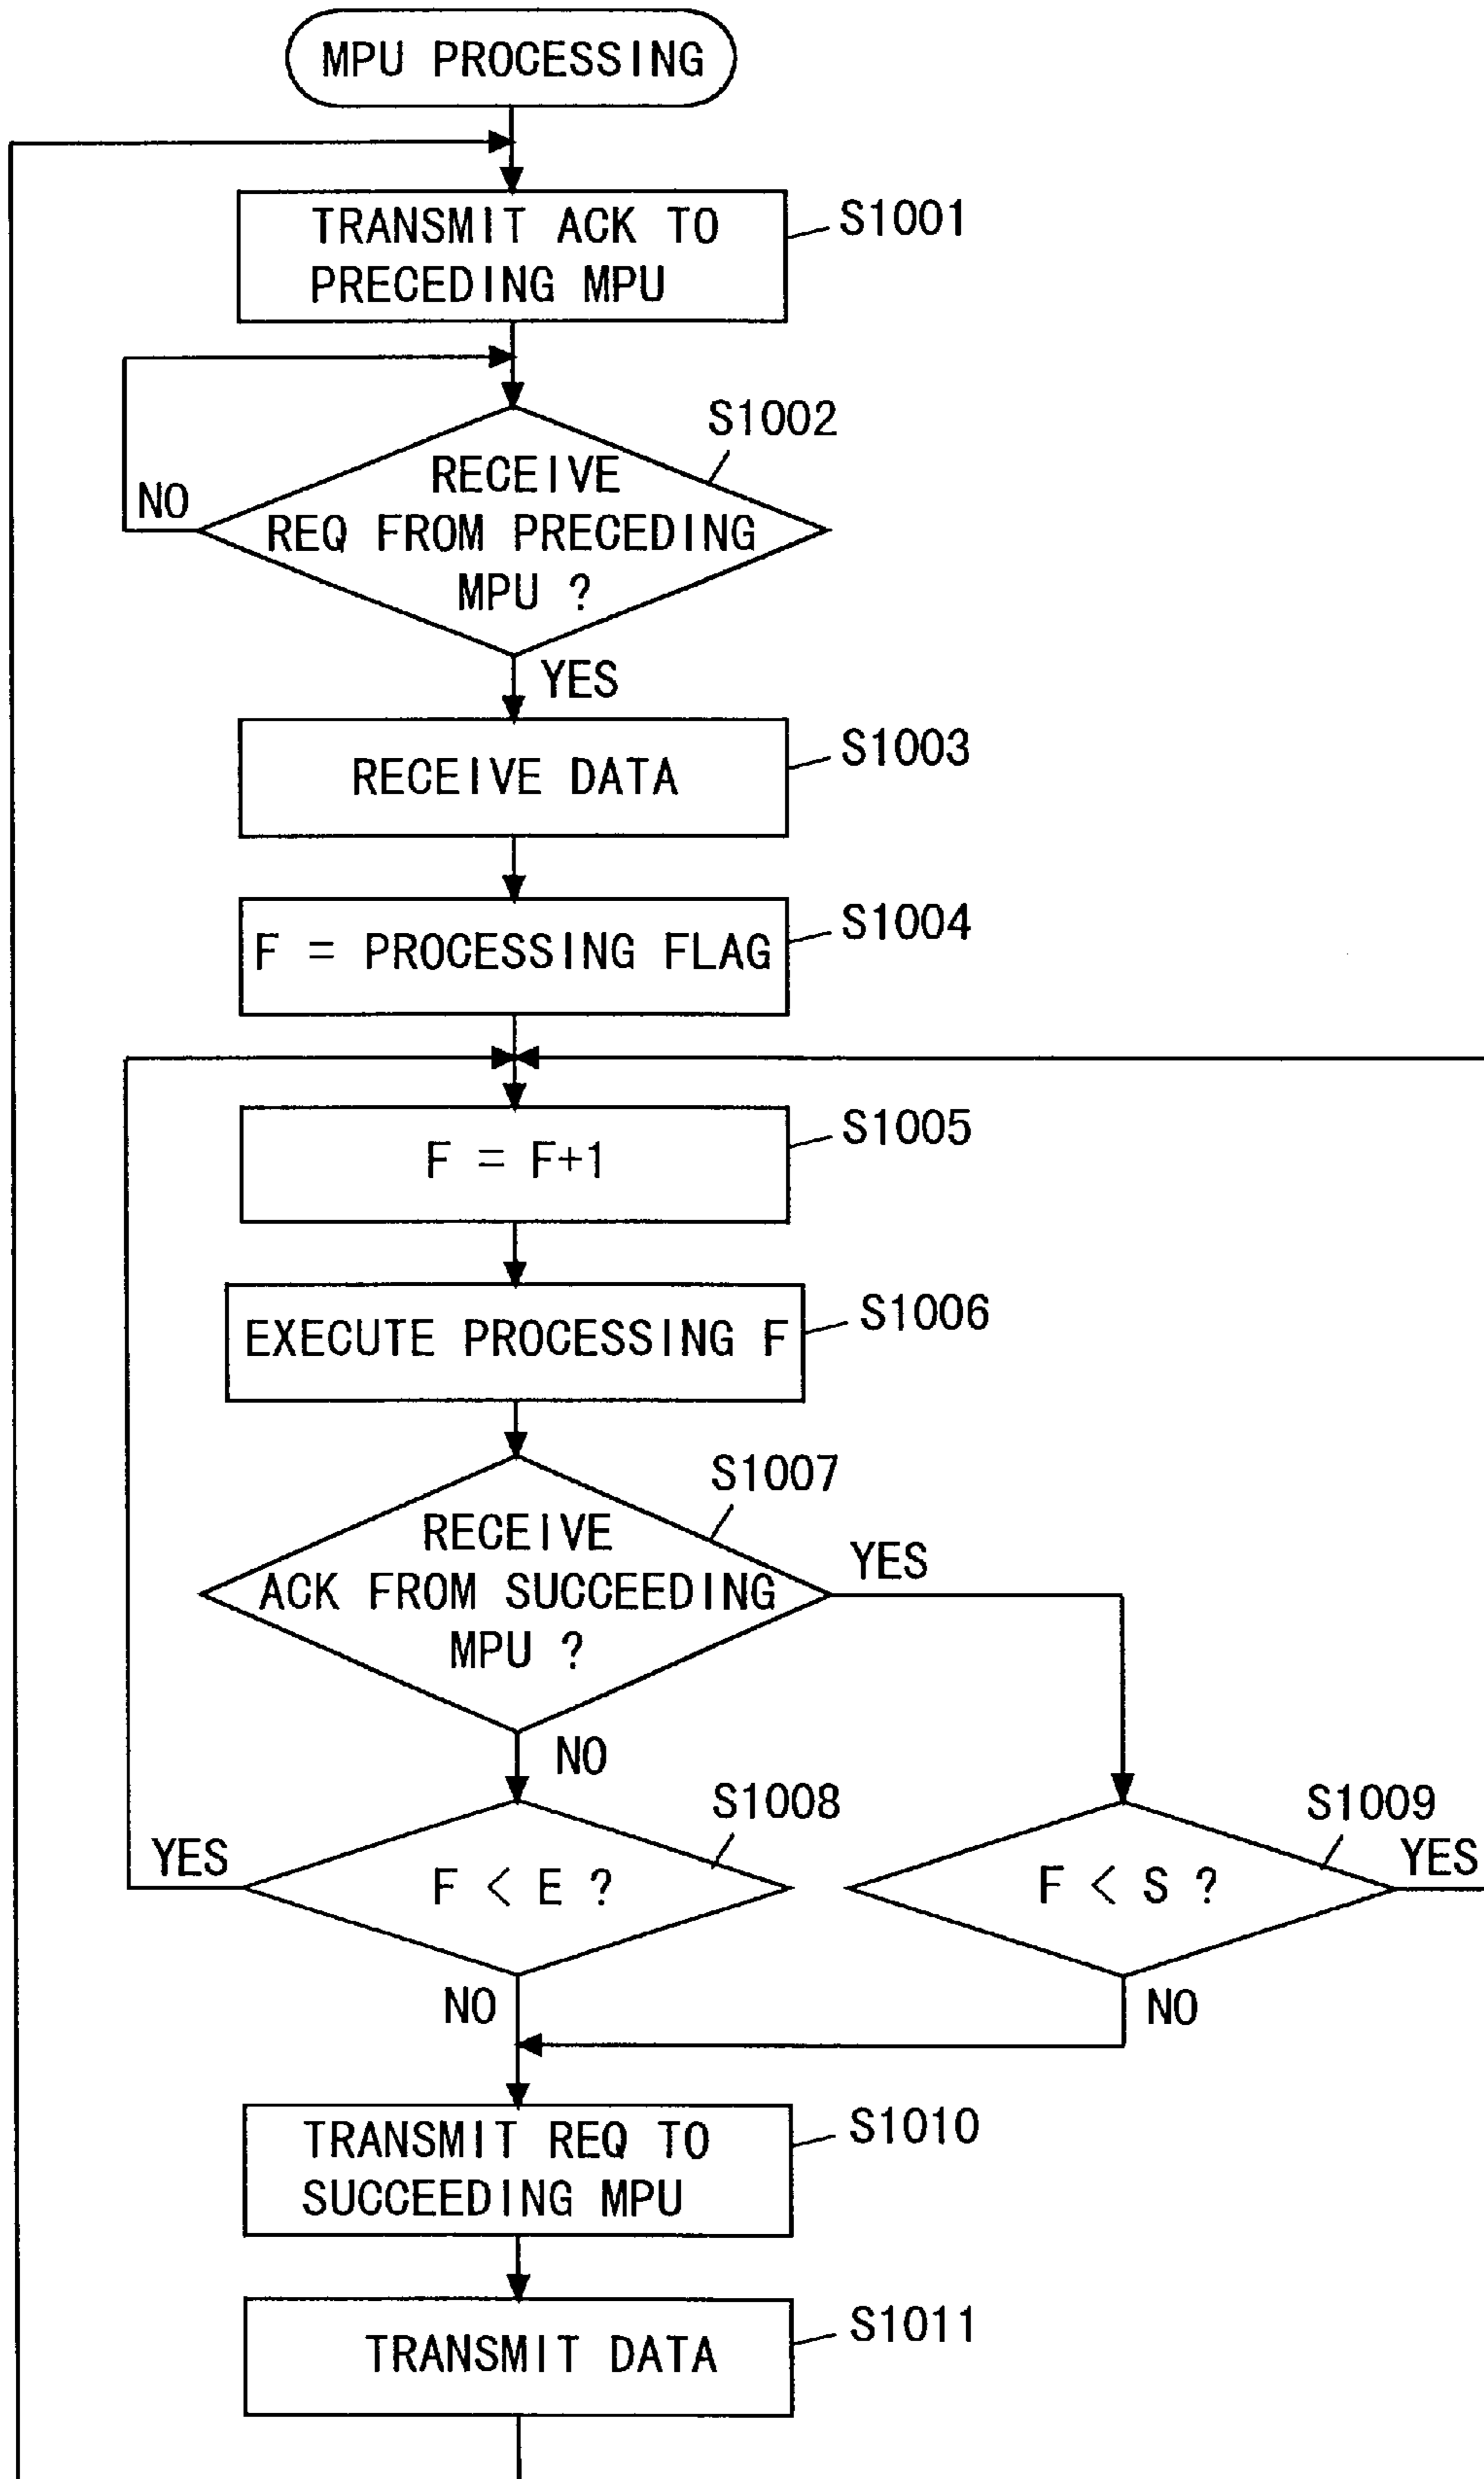 MPU PROCESSING
TRANSMIT ACK TO
PRECEDING MPU
S1001
S1002
RECEIVE
REQ FROM PRECEDING
MPU ?
NO
YES
RECEIVE DATA
S1003
F = PROCESSING FLAG
S1004
F = F+1
S1005
EXECUTE PROCESSING F
S1006
S1007
RECEIVE
ACK FROM SUCCEEDING
MPU ?
YES
NO
S1008
F < E ?
YES
NO
S1009
F < S ?
YES
NO
TRANSMIT REQ TO
SUCCEEDING MPU
S1010
TRANSMIT DATA
S1011